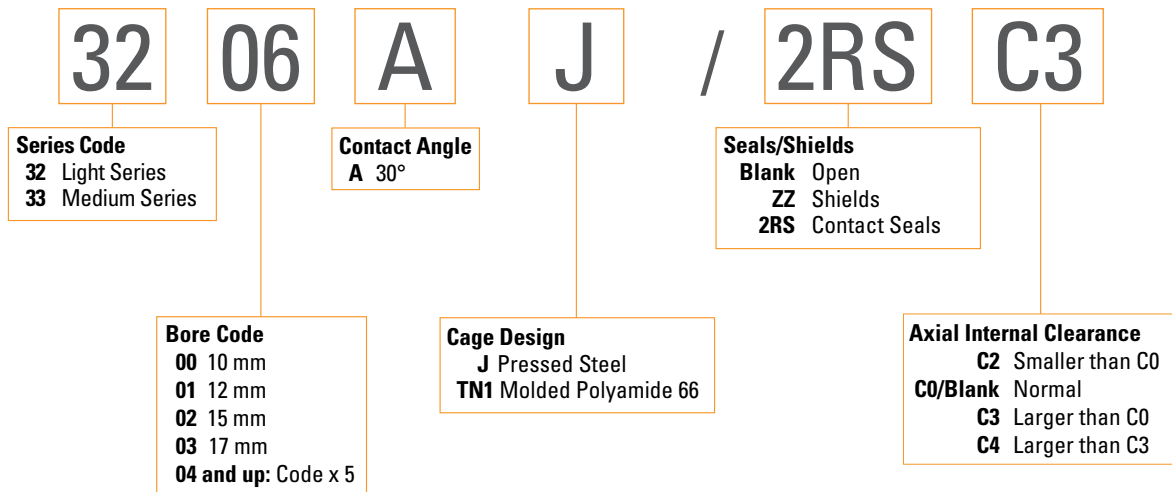 32 06 A J / 2RS C3
Series Code
32 Light Series
33 Medium Series
Contact Angle
A 30°
Seals/Shields
Blank Open
ZZ Shields
2RS Contact Seals
Bore Code
00 10 mm
01 12 mm
02 15 mm
03 17 mm
04 and up: Code x 5
Cage Design
J Pressed Steel
TN1 Molded Polyamide 66
Axial Internal Clearance
C2 Smaller than C0
C0/Blank Normal
C3 Larger than C0
C4 Larger than C3